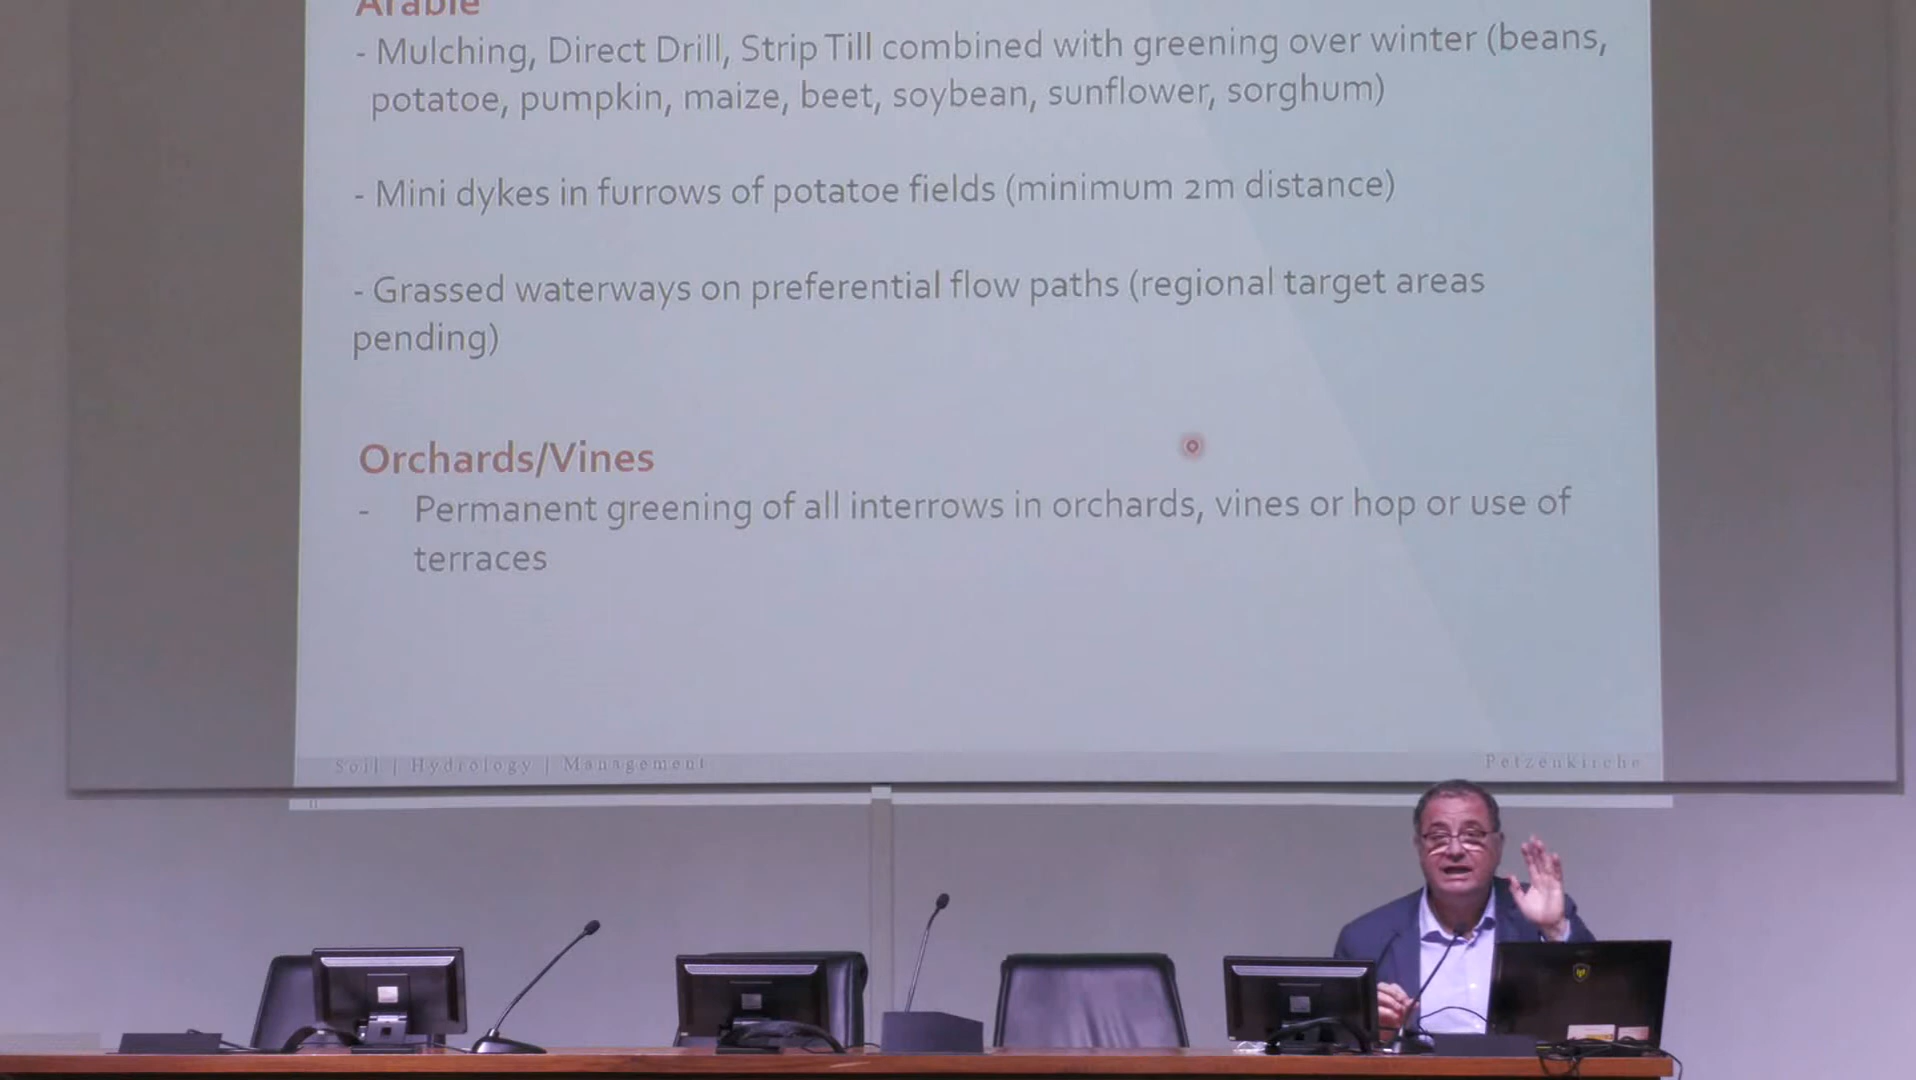 Arable
- Mulching, Direct Drill, Strip Till combined with greening over winter (beans,
potatoe, pumpkin, maize, beet, soybean, sunflower, sorghum)
- Mini dykes in furrows of potatoe fields (minimum 2m distance)
- Grassed waterways on preferential flow paths (regional target areas
pending)
Orchards/Vines
- Permanent greening of all interrows in orchards, vines or hop or use of
terraces
Soil | Hydrology | Management
Petzenkirche
11